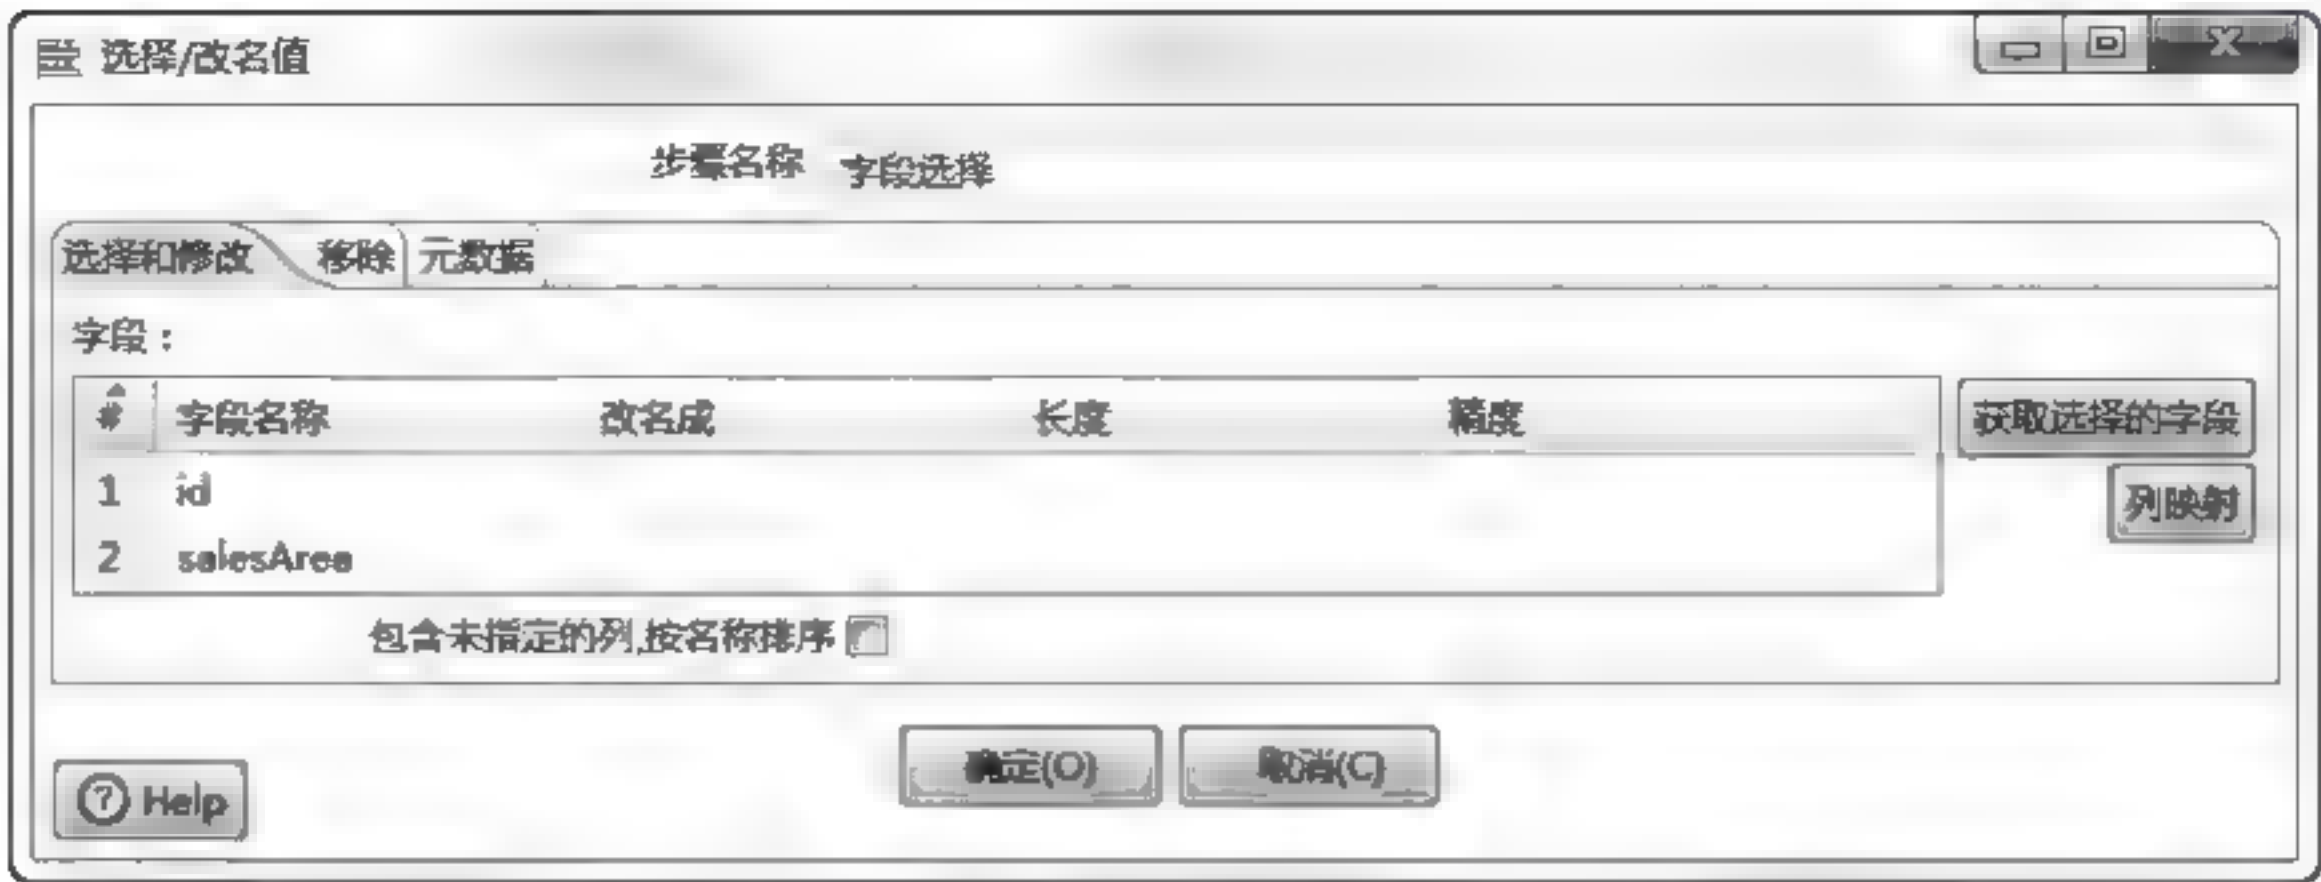 选择/改名值
步骤名称 字段选择
选择和修改 移除 元数据
字段：
# 字段名称 改名成 长度 精度 获取选择的字段
1 id
列映射
2 salesArea
包含未指定的列,按名称排序
确定(O) 取消(C)
Help